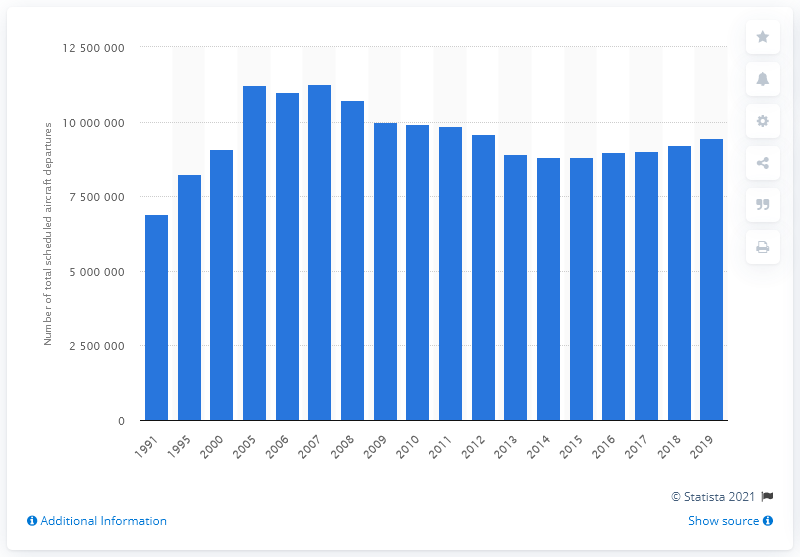 12 500 000
10 000 000
7 500 000
5 000 000
2 500 000
0
Number of total scheduled aircraft departures
1991
1995
2000
2005
2006
2007
2008
2009
2010
2011
2012
2013
2014
2015
2016
2017
2018
2019
© Statista 2021
Additional Information
Show source